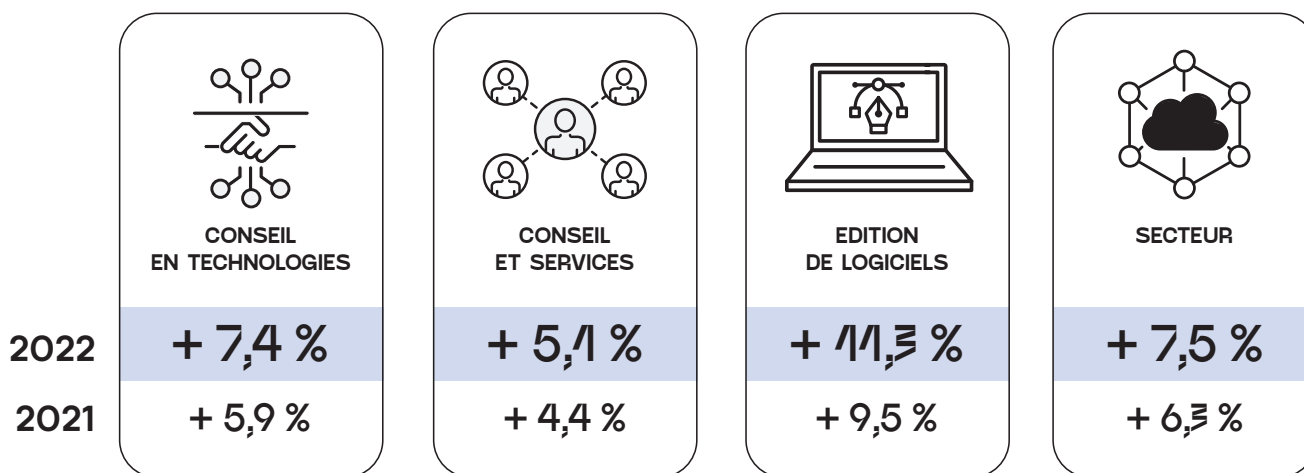 CONSEIL
EN TECHNOLOGIES
CONSEIL
ET SERVICES
EDITION
DE LOGICIELS
SECTEUR
2022 + 7,4 % + 5,1 % + 11,3 % + 7,5 %
2021 + 5,9 % + 4,4 % + 9,5 % + 6,3 %